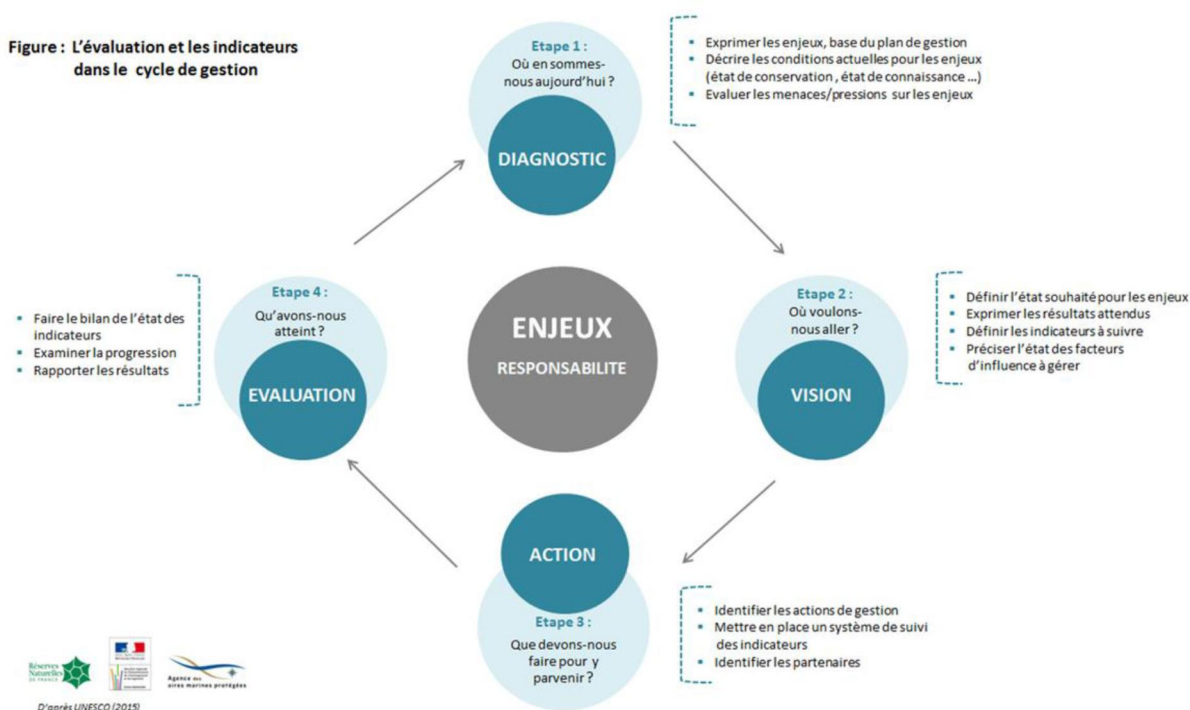 Figure : L'évaluation et les indicateurs
dans le cycle de gestion
Etape 1 :
Où en sommes-
nous aujourd'hui ?
DIAGNOSTIC
▪ Exprimer les enjeux, base du plan de gestion
▪ Décrire les conditions actuelles pour les enjeux
(état de conservation , état de connaissance ...)
▪ Evaluer les menaces/pressions sur les enjeux
Etape 2 :
Où voulons-
nous aller ?
VISION
▪ Définir l'état souhaité pour les enjeux
▪ Exprimer les résultats attendus
▪ Définir les indicateurs à suivre
▪ Préciser l'état des facteurs
d'influence à gérer
ENJEUX
RESPONSABILITE
ACTION
Etape 3 :
Que devons-nous
faire pour y
parvenir ?
▪ Identifier les actions de gestion
▪ Mettre en place un système de suivi
des indicateurs
▪ Identifier les partenaires
Etape 4 :
Qu'avons-nous
atteint ?
EVALUATION
▪ Faire le bilan de l'état des
indicateurs
▪ Examiner la progression
▪ Rapporter les résultats
Réserves
Naturelles
DE FRANCE
Agence des
aires marines protégées
D'après UNESCO (2015)